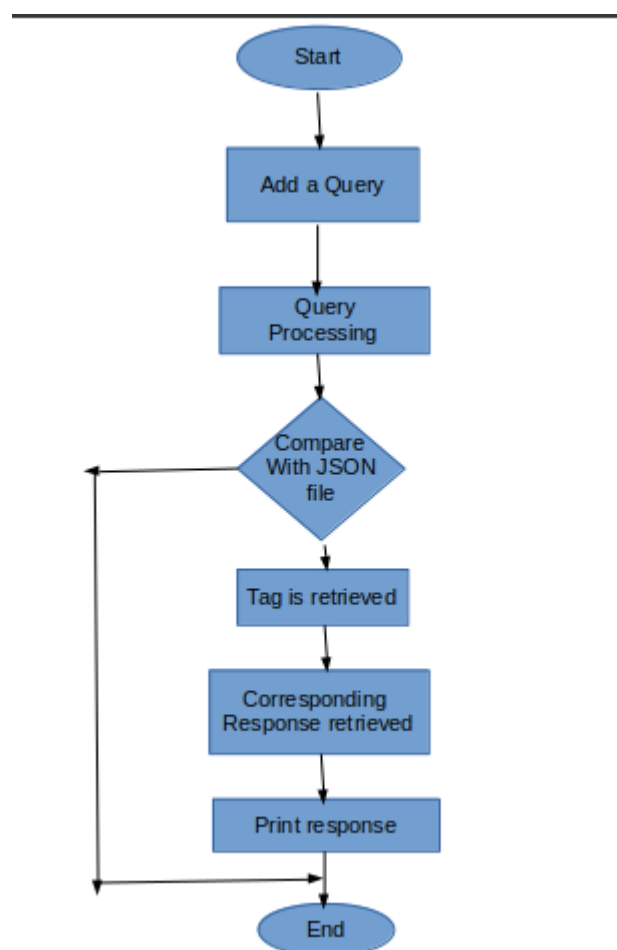 Start
Add a Query
Query
Processing
Compare
With JSON
file
Tag is retrieved
Corresponding
Response retrieved
Print response
End